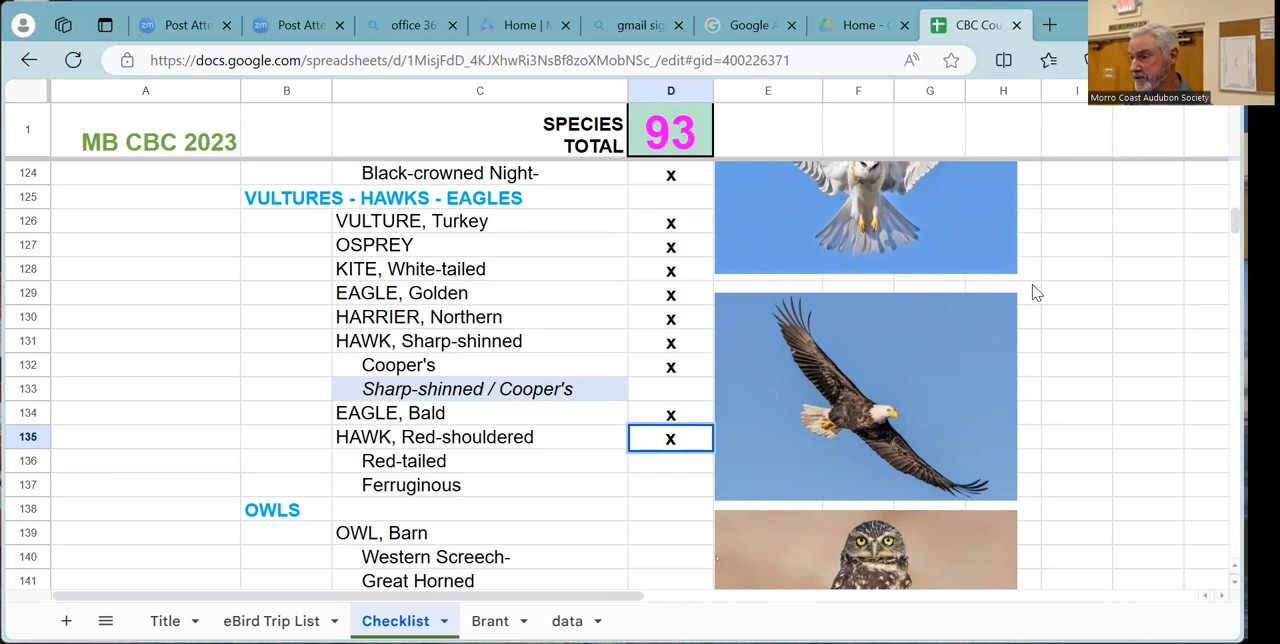 Post Atte
Post Atte
office 36
Home |
gmail sig
Google A
Home -
CBC Cou
https://docs.google.com/spreadsheets/d/1MisjFdD_4KJXhwRi3NsBf8zoXMobNSc_/edit#gid=400226371
Morro Coast Audubon Society
A B C D E F G H I
1 MB CBC 2023 SPECIES TOTAL 93
124 Black-crowned Night- x
125 VULTURES - HAWKS - EAGLES
126 VULTURE, Turkey x
127 OSPREY x
128 KITE, White-tailed x
129 EAGLE, Golden x
130 HARRIER, Northern x
131 HAWK, Sharp-shinned x
132 Cooper's x
133 Sharp-shinned / Cooper's
134 EAGLE, Bald x
135 HAWK, Red-shouldered x
136 Red-tailed
137 Ferruginous
138 OWLS
139 OWL, Barn
140 Western Screech-
141 Great Horned
Title eBird Trip List Checklist Brant data